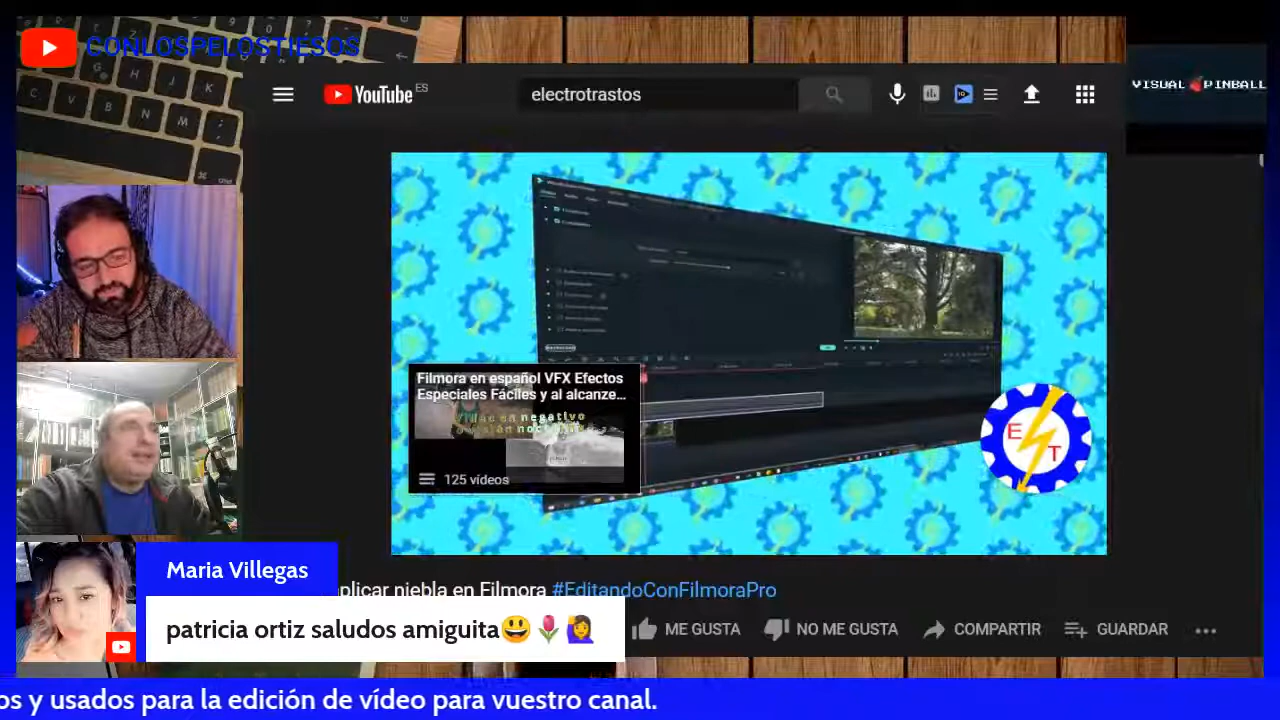 CONLOSPELOSTIESOS
YouTube ES
electrotrastos
VISUAL PINBALL
Filmora en español VFX Efectos
Especiales Fáciles y al alcanze...
en negativo
125 vídeos
E
T
plicar niebla en Filmora #EditandoConFilmoraPro
ME GUSTA
NO ME GUSTA
COMPARTIR
GUARDAR
Maria Villegas
patricia ortiz saludos amiguita😃🌷🙋‍♀️
os y usados para la edición de vídeo para vuestro canal.